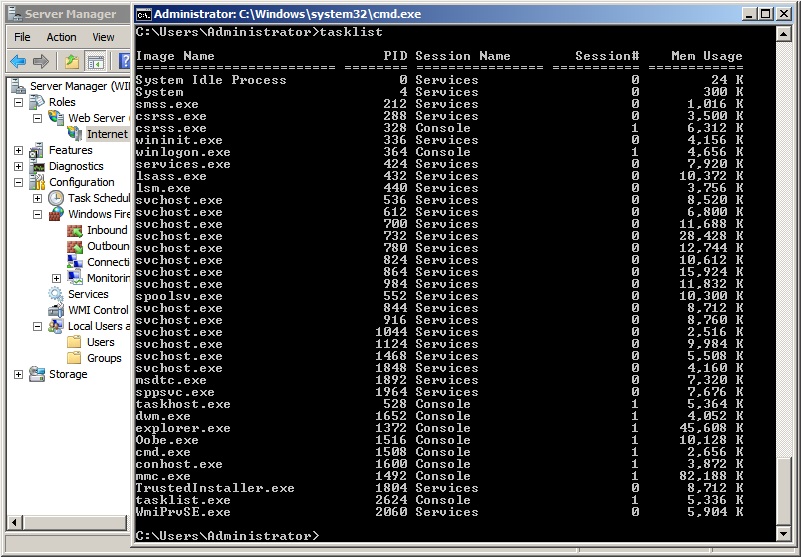 Server Manager
File Action View
Server Manager (WI
Roles
Web Server (
Internet
Features
Diagnostics
Configuration
Task Schedu
Windows Fire
Inbound
Outboun
Connecti
Monitorin
Services
WMI Control
Local Users a
Users
Groups
Storage
Administrator: C:\Windows\system32\cmd.exe
C:\Users\Administrator>tasklist
Image Name PID Session Name Session# Mem Usage
========================= ======== ================ =========== ============
System Idle Process 0 Services 0 24 K
System 4 Services 0 300 K
smss.exe 212 Services 0 1,016 K
csrss.exe 288 Services 0 3,500 K
csrss.exe 328 Console 1 6,312 K
wininit.exe 336 Services 0 4,156 K
winlogon.exe 364 Console 1 4,656 K
services.exe 424 Services 0 7,920 K
lsass.exe 432 Services 0 10,372 K
lsm.exe 440 Services 0 3,756 K
svchost.exe 536 Services 0 8,520 K
svchost.exe 612 Services 0 6,800 K
svchost.exe 700 Services 0 11,688 K
svchost.exe 732 Services 0 28,428 K
svchost.exe 780 Services 0 12,744 K
svchost.exe 824 Services 0 10,612 K
svchost.exe 864 Services 0 15,924 K
svchost.exe 984 Services 0 11,832 K
spoolsv.exe 552 Services 0 10,300 K
svchost.exe 844 Services 0 8,712 K
svchost.exe 916 Services 0 8,760 K
svchost.exe 1044 Services 0 2,516 K
svchost.exe 1124 Services 0 9,984 K
svchost.exe 1468 Services 0 5,508 K
svchost.exe 1848 Services 0 4,160 K
msdtc.exe 1892 Services 0 7,320 K
sppsvc.exe 1964 Services 0 7,676 K
taskhost.exe 528 Console 1 5,364 K
dwm.exe 1652 Console 1 4,052 K
explorer.exe 1372 Console 1 45,608 K
Oobe.exe 1516 Console 1 10,128 K
cmd.exe 1508 Console 1 2,656 K
conhost.exe 1600 Console 1 3,872 K
mmc.exe 1492 Console 1 82,188 K
TrustedInstaller.exe 1804 Services 0 8,712 K
tasklist.exe 2624 Console 1 5,336 K
WmiPrvSE.exe 2060 Services 0 5,904 K
C:\Users\Administrator>